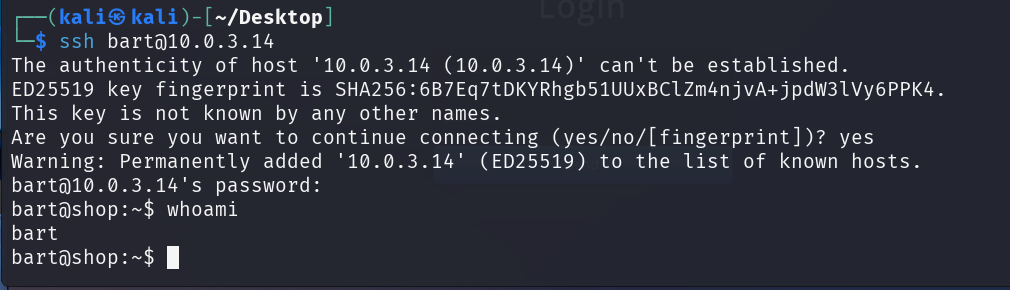 Login
┌──(kali㉿kali)-[~/Desktop]
└─$ ssh bart@10.0.3.14
The authenticity of host '10.0.3.14 (10.0.3.14)' can't be established.
ED25519 key fingerprint is SHA256:6B7Eq7tDKYRhgb51UUxBClZm4njvA+jpdW3lVy6PPK4.
This key is not known by any other names.
Are you sure you want to continue connecting (yes/no/[fingerprint])? yes
Warning: Permanently added '10.0.3.14' (ED25519) to the list of known hosts.
bart@10.0.3.14's password:
bart@shop:~$ whoami
bart
bart@shop:~$